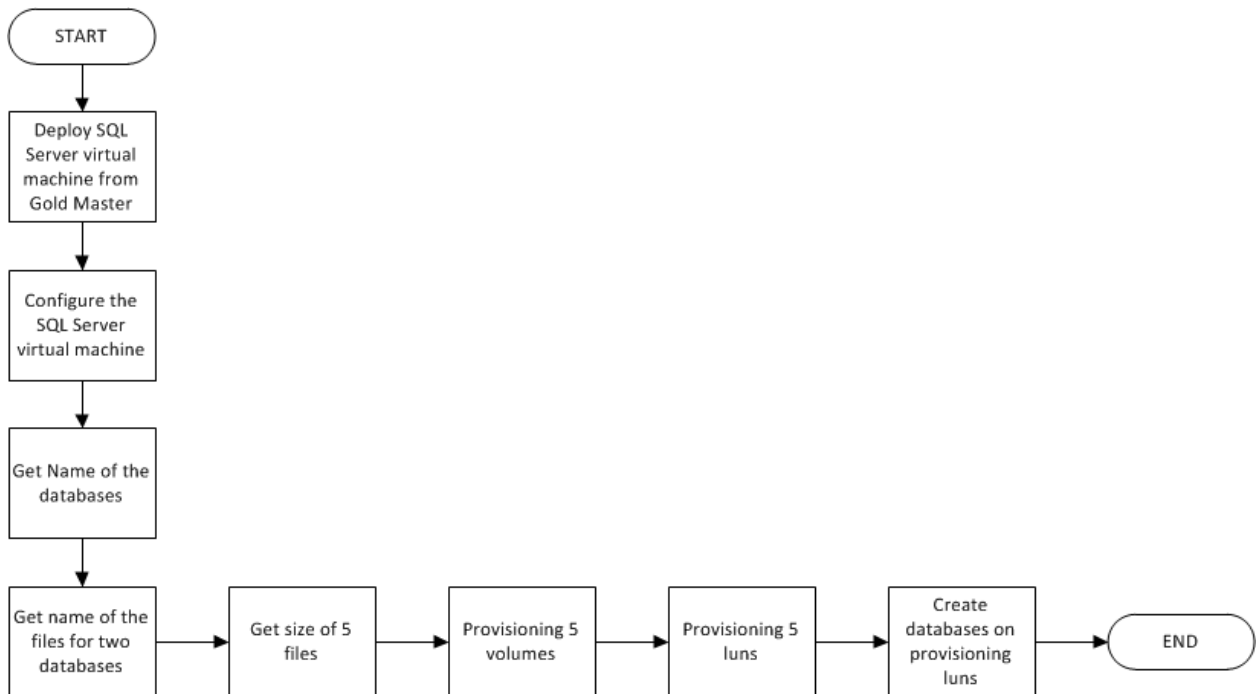 START
Deploy SQL
Server virtual
machine from
Gold Master
Configure the
SQL Server
virtual machine
Get Name of the
databases
Get name of the
files for two
databases
Get size of 5
files
Provisioning 5
volumes
Provisioning 5
luns
Create
databases on
provisioning
luns
END